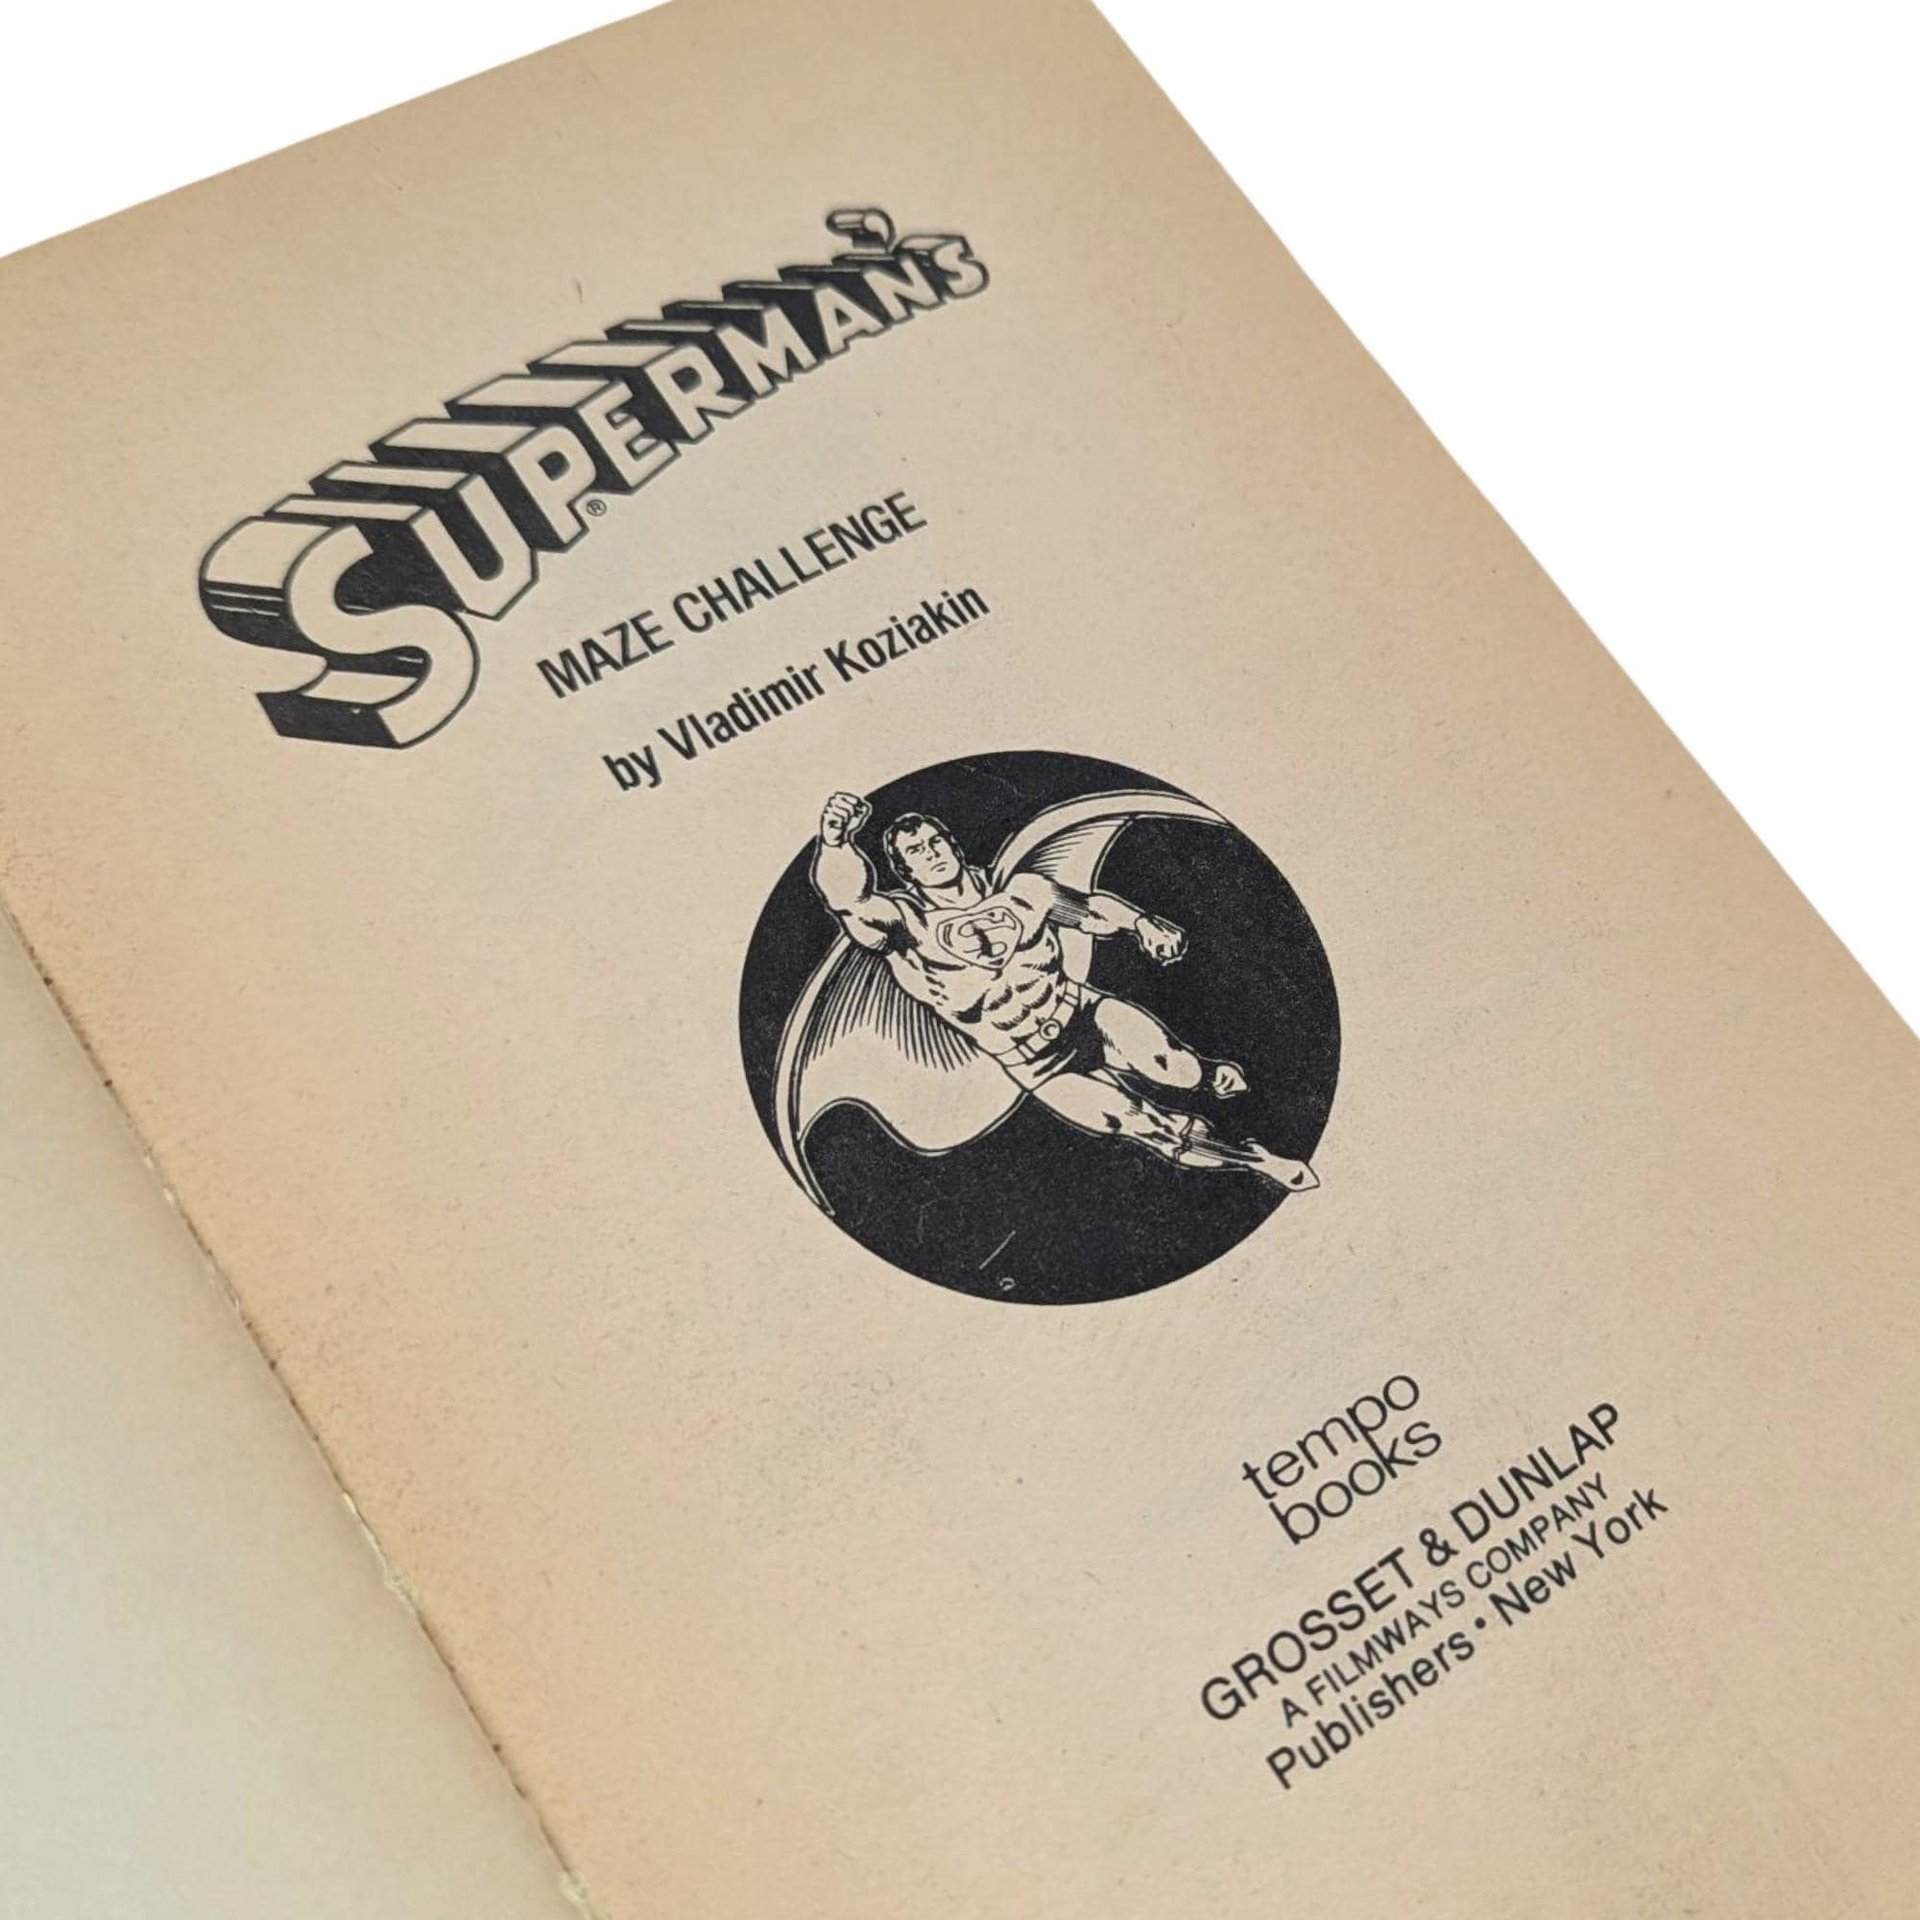 SUPERMAN'S
®
MAZE CHALLENGE
by Vladimir Koziakin
S
tempo
books
GROSSET & DUNLAP
A FILMWAYS COMPANY
Publishers • New York